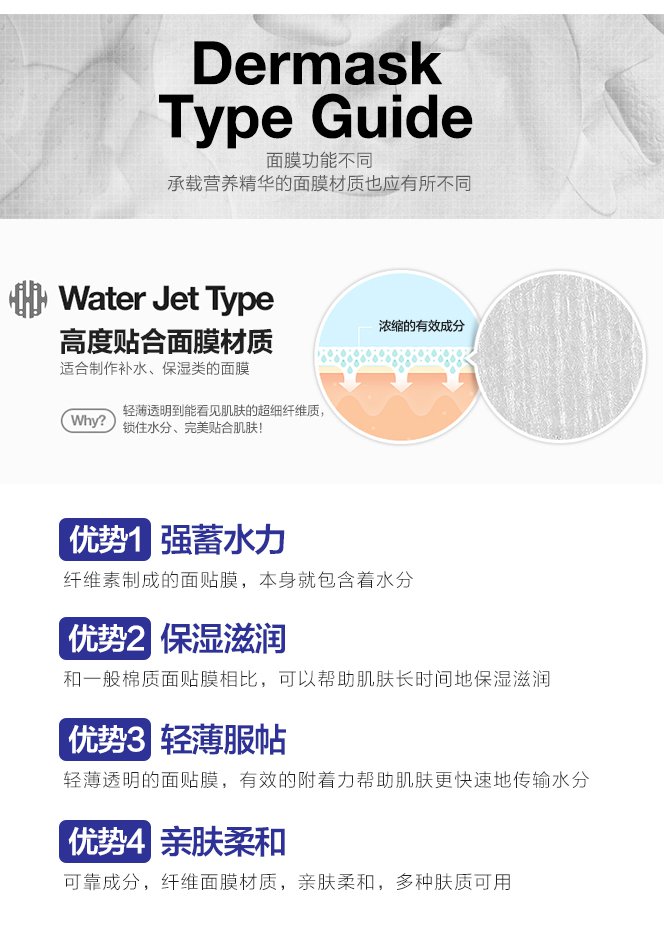 Dermask
Type Guide
面膜功能不同
承载营养精华的面膜材质也应有所不同
Water Jet Type
高度贴合面膜材质
适合制作补水、保湿类的面膜
Why?
轻薄透明到能看见肌肤的超细纤维质，
锁住水分、完美贴合肌肤！
浓缩的有效成分
优势1 强蓄水力
纤维素制成的面贴膜，本身就包含着水分
优势2 保湿滋润
和一般棉质面贴膜相比，可以帮助肌肤长时间地保湿滋润
优势3 轻薄服帖
轻薄透明的面贴膜，有效的附着力帮助肌肤更快速地传输水分
优势4 亲肤柔和
可靠成分，纤维面膜材质，亲肤柔和，多种肤质可用